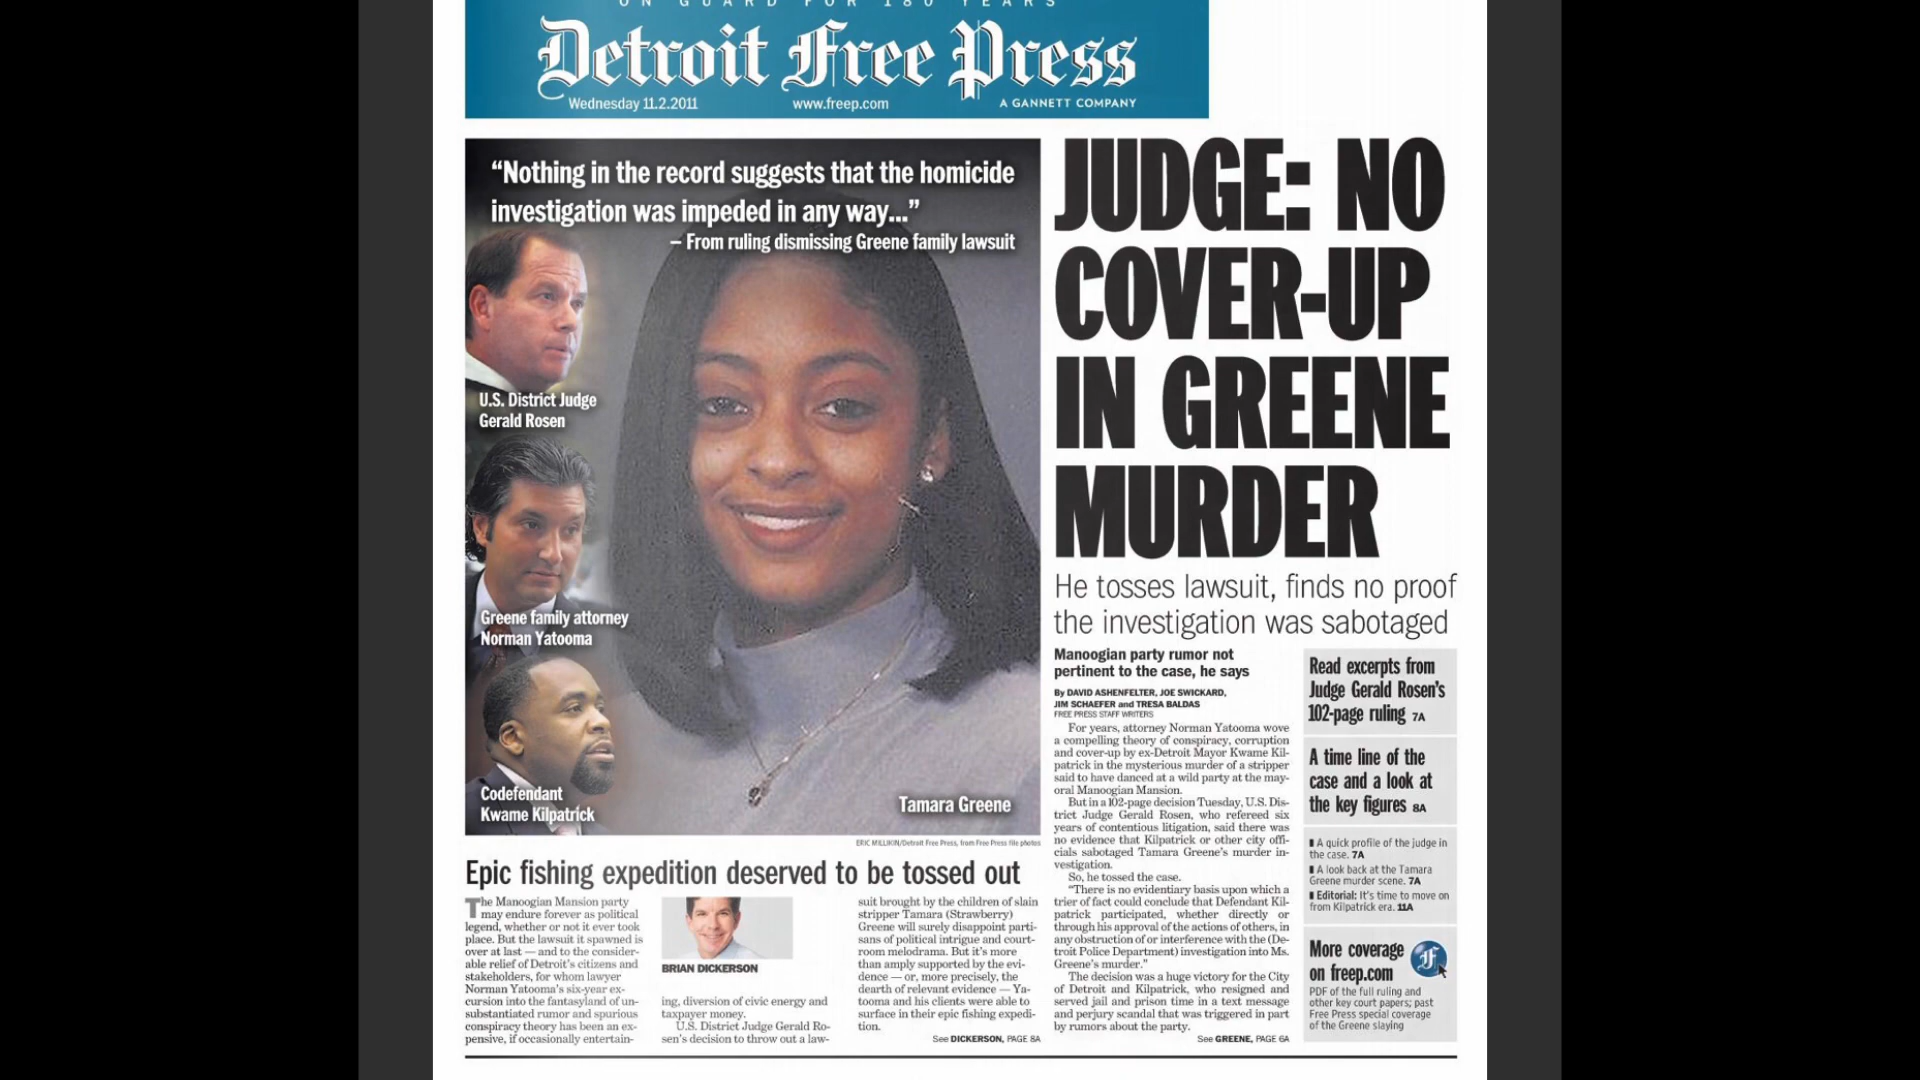 ON GUARD FOR 180 YEARS
Detroit Free Press
Wednesday 11.2.2011
www.freep.com
A GANNETT COMPANY
“Nothing in the record suggests that the homicide
investigation was impeded in any way...”
– From ruling dismissing Greene family lawsuit
U.S. District Judge
Gerald Rosen
Greene family attorney
Norman Yatooma
Codefendant
Kwame Kilpatrick
Tamara Greene
ERIC MILLIKIN/Detroit Free Press, from Free Press file photos
JUDGE: NO
COVER-UP
IN GREENE
MURDER
He tosses lawsuit, finds no proof
the investigation was sabotaged
Manoogian party rumor not
pertinent to the case, he says
By DAVID ASHENFELTER, JOE SWICKARD,
JIM SCHAEFER and TRESA BALDAS
FREE PRESS STAFF WRITERS
For years, attorney Norman Yatooma wove
a compelling theory of conspiracy, corruption
and cover-up by ex-Detroit Mayor Kwame Kil-
patrick in the mysterious murder of a stripper
said to have danced at a wild party at the may-
oral Manoogian Mansion.
But in a 102-page decision Tuesday, U.S. Dis-
trict Judge Gerald Rosen, who refereed six
years of contentious litigation, said there was
no evidence that Kilpatrick or other city offi-
cials sabotaged Tamara Greene's murder in-
vestigation.
So, he tossed the case.
“There is no evidentiary basis upon which a
trier of fact could conclude that Defendant Kil-
patrick participated, whether directly or
through his approval of the actions of others, in
any obstruction of or interference with the (De-
troit Police Department) investigation into Ms.
Greene's murder.”
The decision was a huge victory for the City
of Detroit and Kilpatrick, who resigned and
served jail and prison time in a text message
and perjury scandal that was triggered in part
by rumors about the party.
See GREENE, PAGE 6A
Read excerpts from
Judge Gerald Rosen's
102-page ruling 7A
A time line of the
case and a look at
the key figures 8A
A quick profile of the judge in
the case. 7A
A look back at the Tamara
Greene murder scene. 7A
Editorial: It's time to move on
from Kilpatrick era. 11A
More coverage
on freep.com
F
PDF of the full ruling and
other key court papers; past
Free Press special coverage
of the Greene slaying
Epic fishing expedition deserved to be tossed out
The Manoogian Mansion party
may endure forever as political
legend, whether or not it ever took
place. But the lawsuit it spawned is
over at last — and to the consider-
able relief of Detroit's citizens and
stakeholders, for whom lawyer
Norman Yatooma's six-year ex-
cursion into the fantasyland of un-
substantiated rumor and spurious
conspiracy theory has been an ex-
pensive, if occasionally entertain-
BRIAN DICKERSON
ing, diversion of civic energy and
taxpayer money.
U.S. District Judge Gerald Ro-
sen's decision to throw out a law-
suit brought by the children of slain
stripper Tamara (Strawberry)
Greene will surely disappoint parti-
sans of political intrigue and court-
room melodrama. But it's more
than amply supported by the evi-
dence — or, more precisely, the
dearth of relevant evidence — Ya-
tooma and his clients were able to
surface in their epic fishing expedi-
tion.
See DICKERSON, PAGE 8A